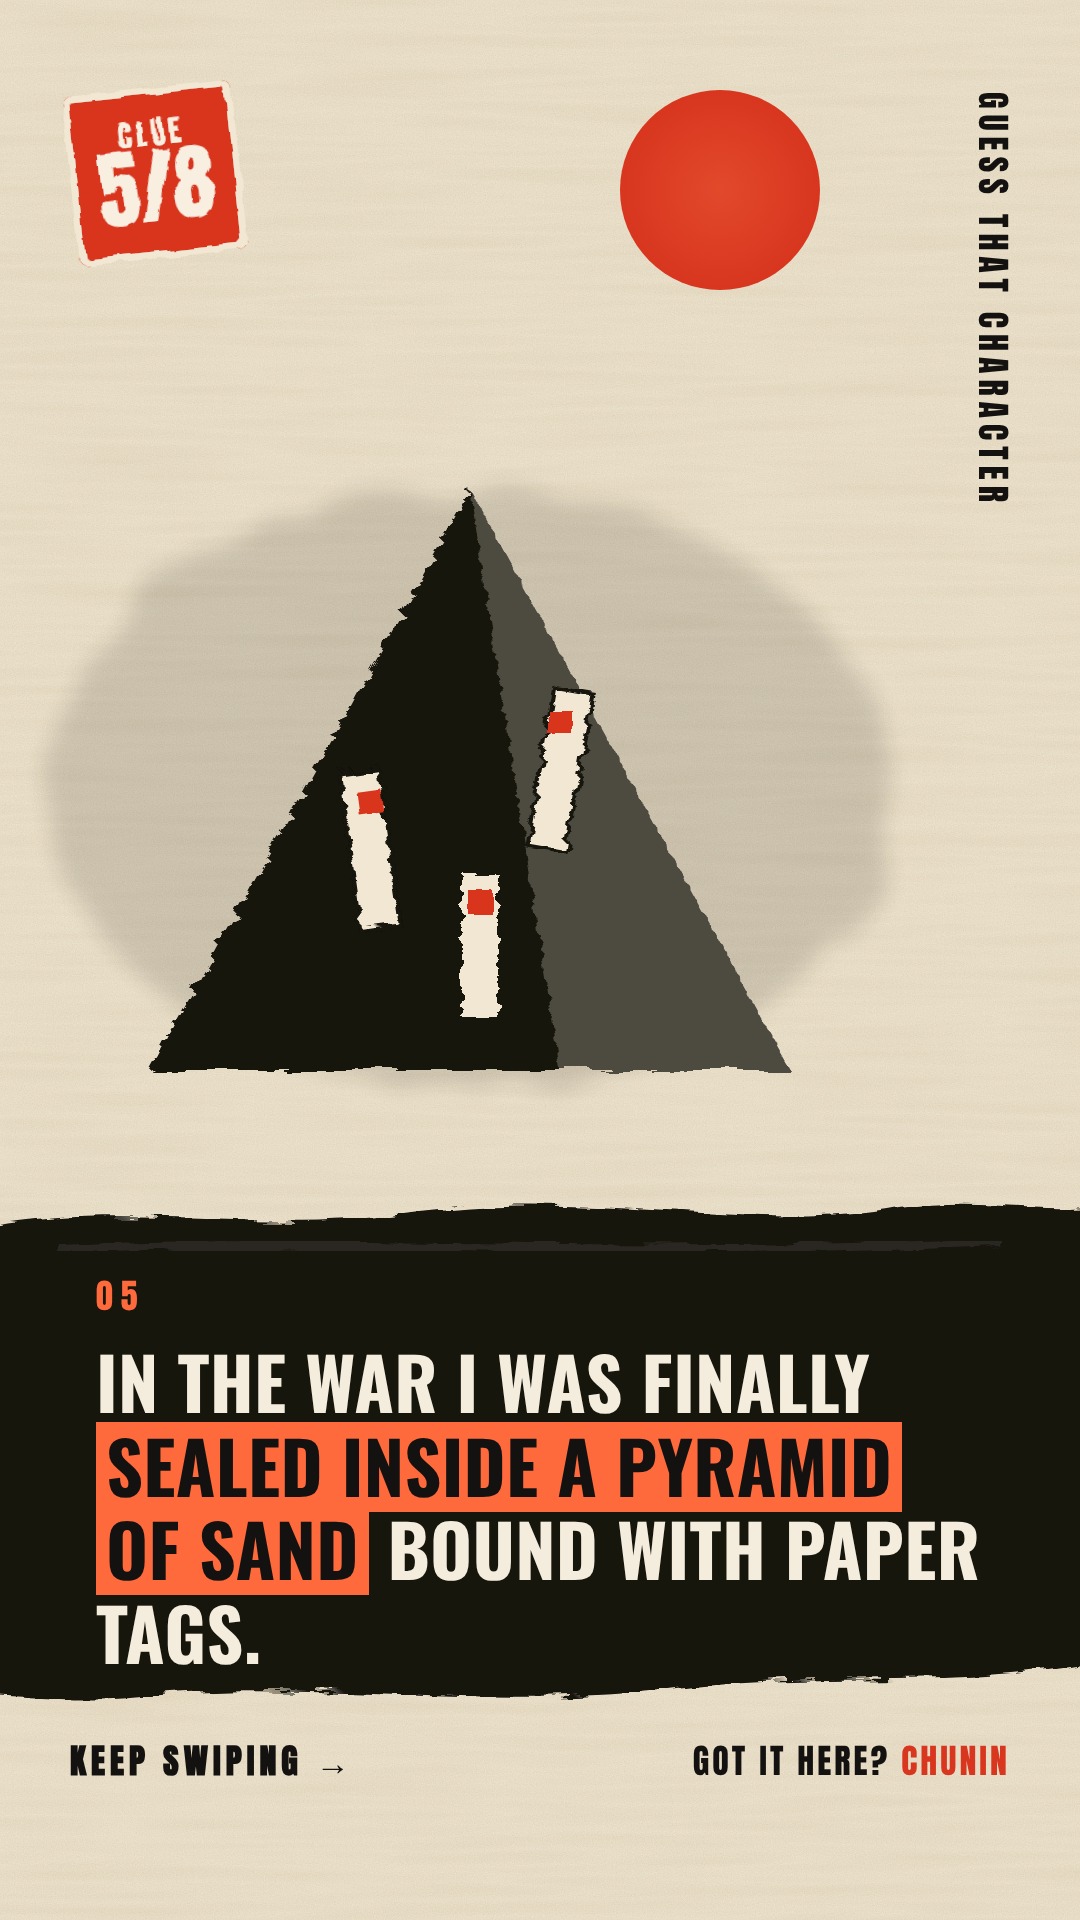 CLUE
5/8
GUESS THAT CHARACTER
05
IN THE WAR I WAS FINALLY
SEALED INSIDE A PYRAMID
OF SAND BOUND WITH PAPER
TAGS.
KEEP SWIPING →
GOT IT HERE? CHUNIN